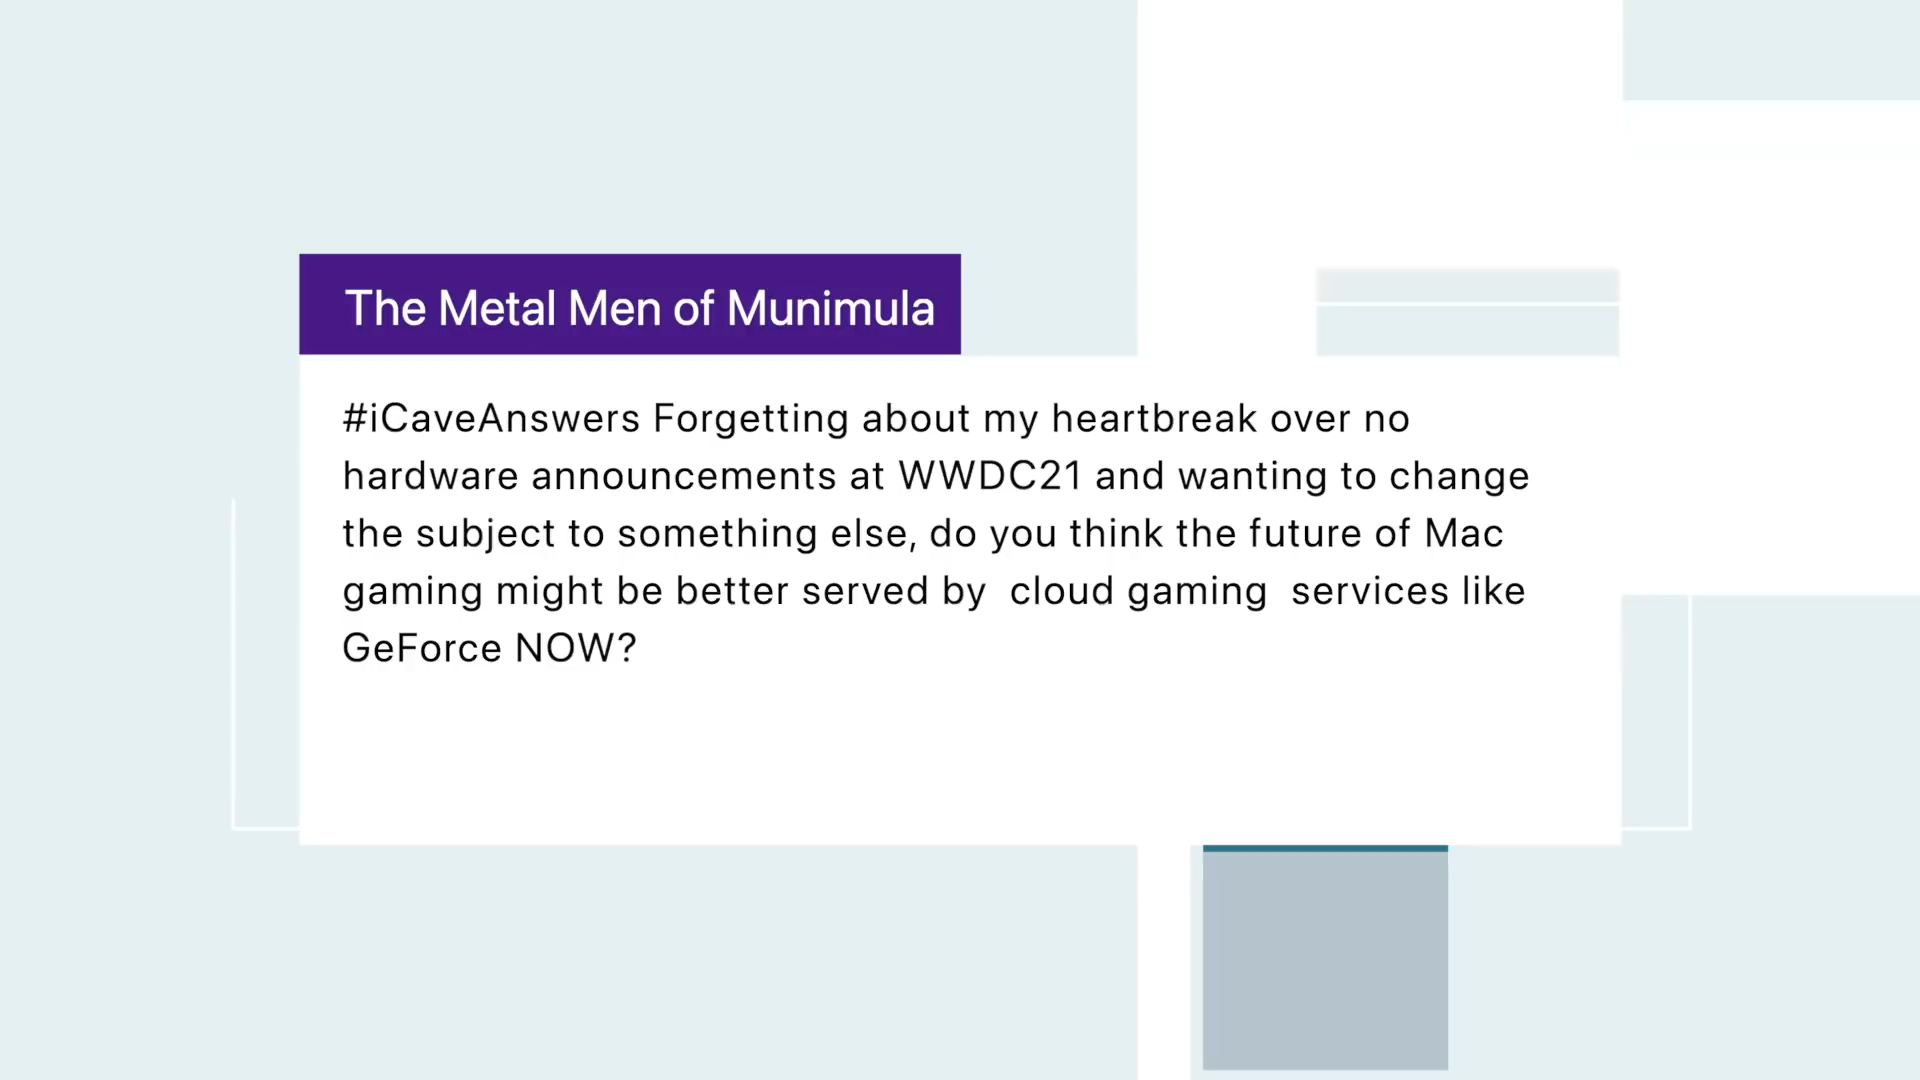 The Metal Men of Munimula
#iCaveAnswers Forgetting about my heartbreak over no
hardware announcements at WWDC21 and wanting to change
the subject to something else, do you think the future of Mac
gaming might be better served by  cloud gaming  services like
GeForce NOW?